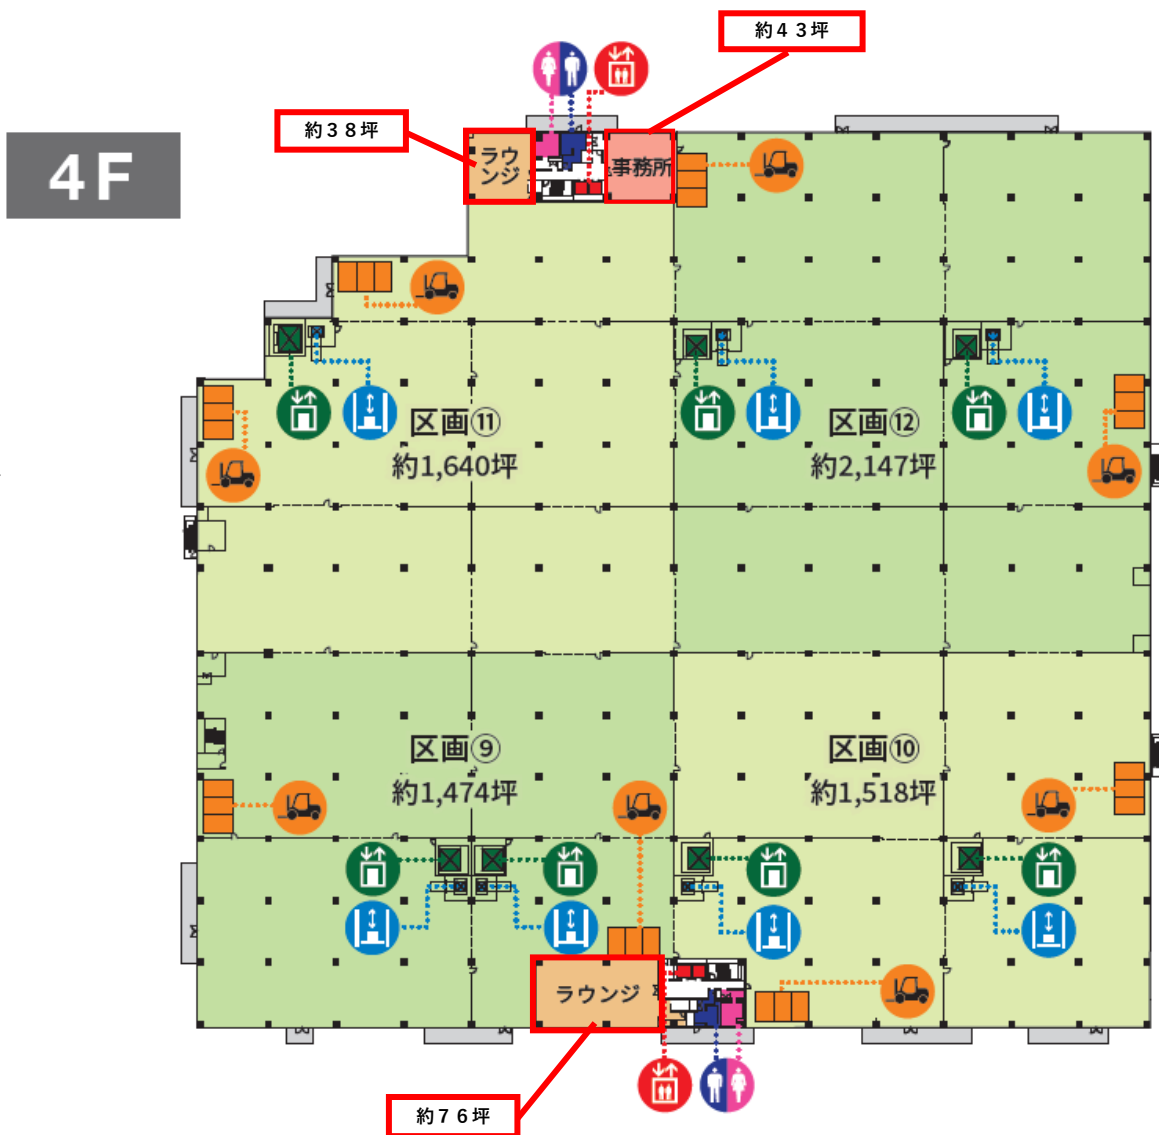 約43坪
約38坪
4F
ラウ
ンジ
事務所
区画⑪
約1,640坪
区画⑫
約2,147坪
区画⑨
約1,474坪
区画⑩
約1,518坪
ラウンジ
約76坪